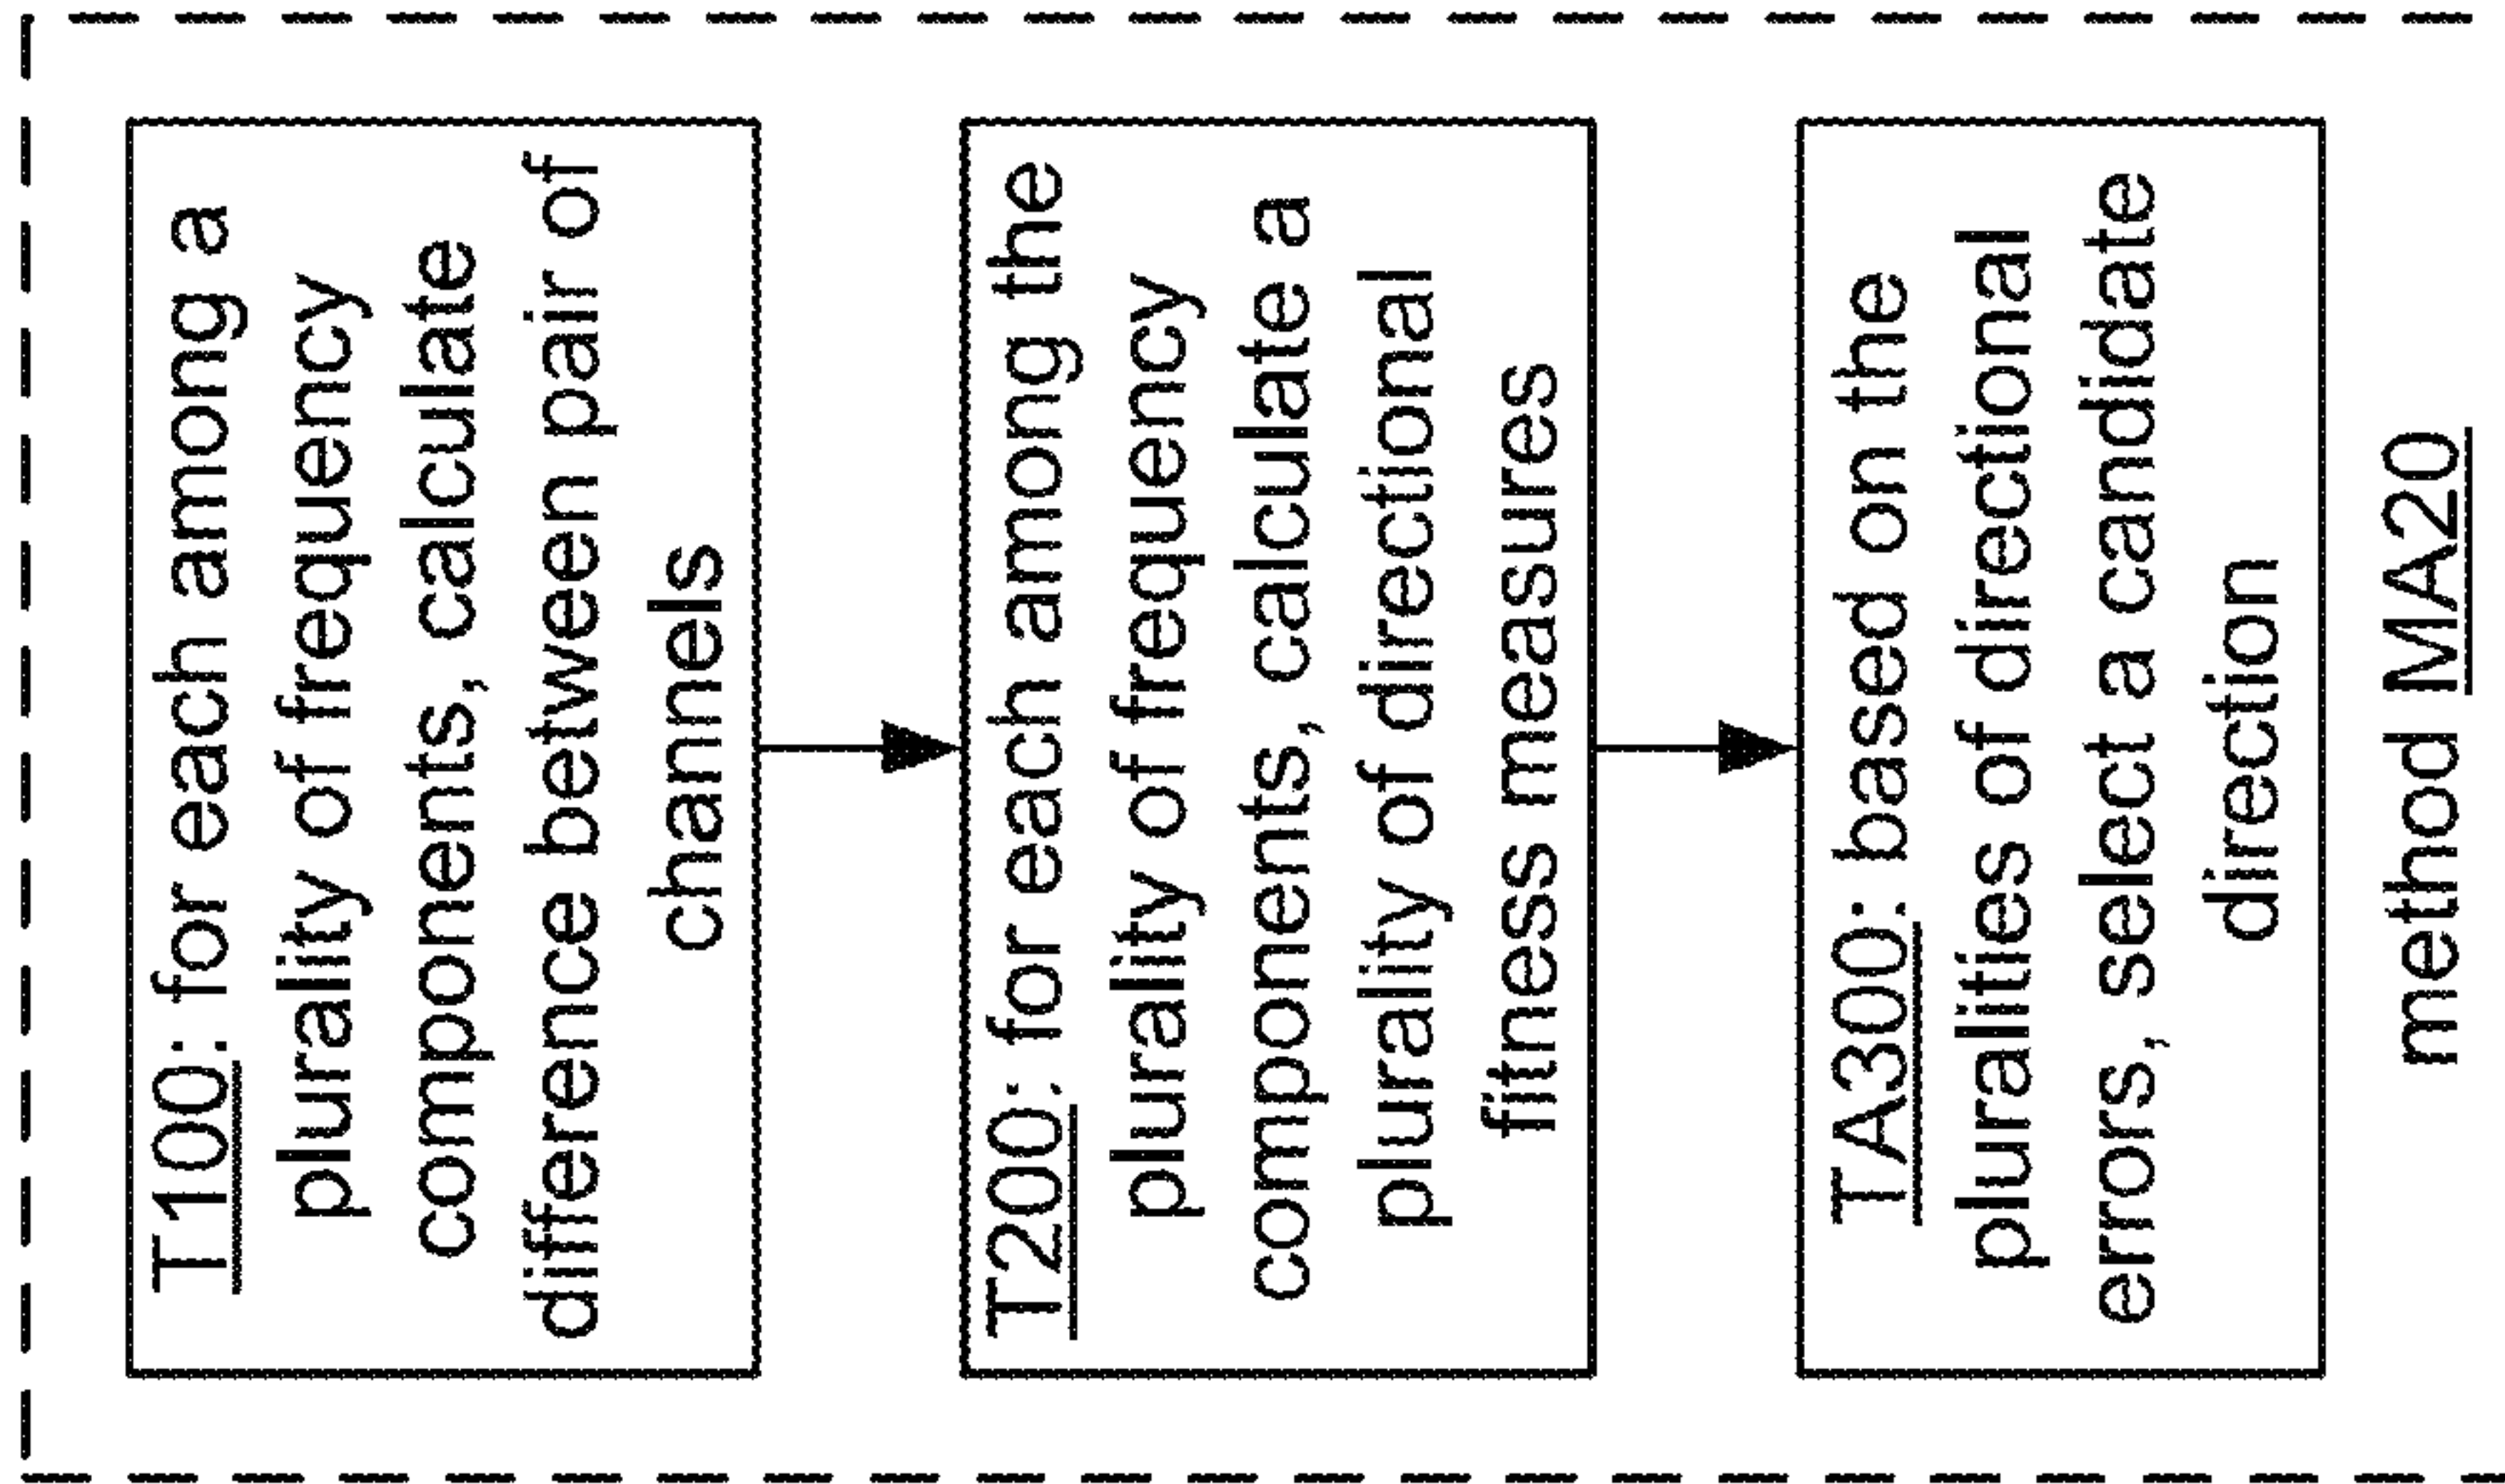 T100: for each among a
plurality of frequency
components, calculate
difference between pair of
channels
T200: for each among the
plurality of frequency
components, calculate a
plurality of directional
fitness measures
TA300: based on the
pluralities of directional
errors, select a candidate
direction
method MA20